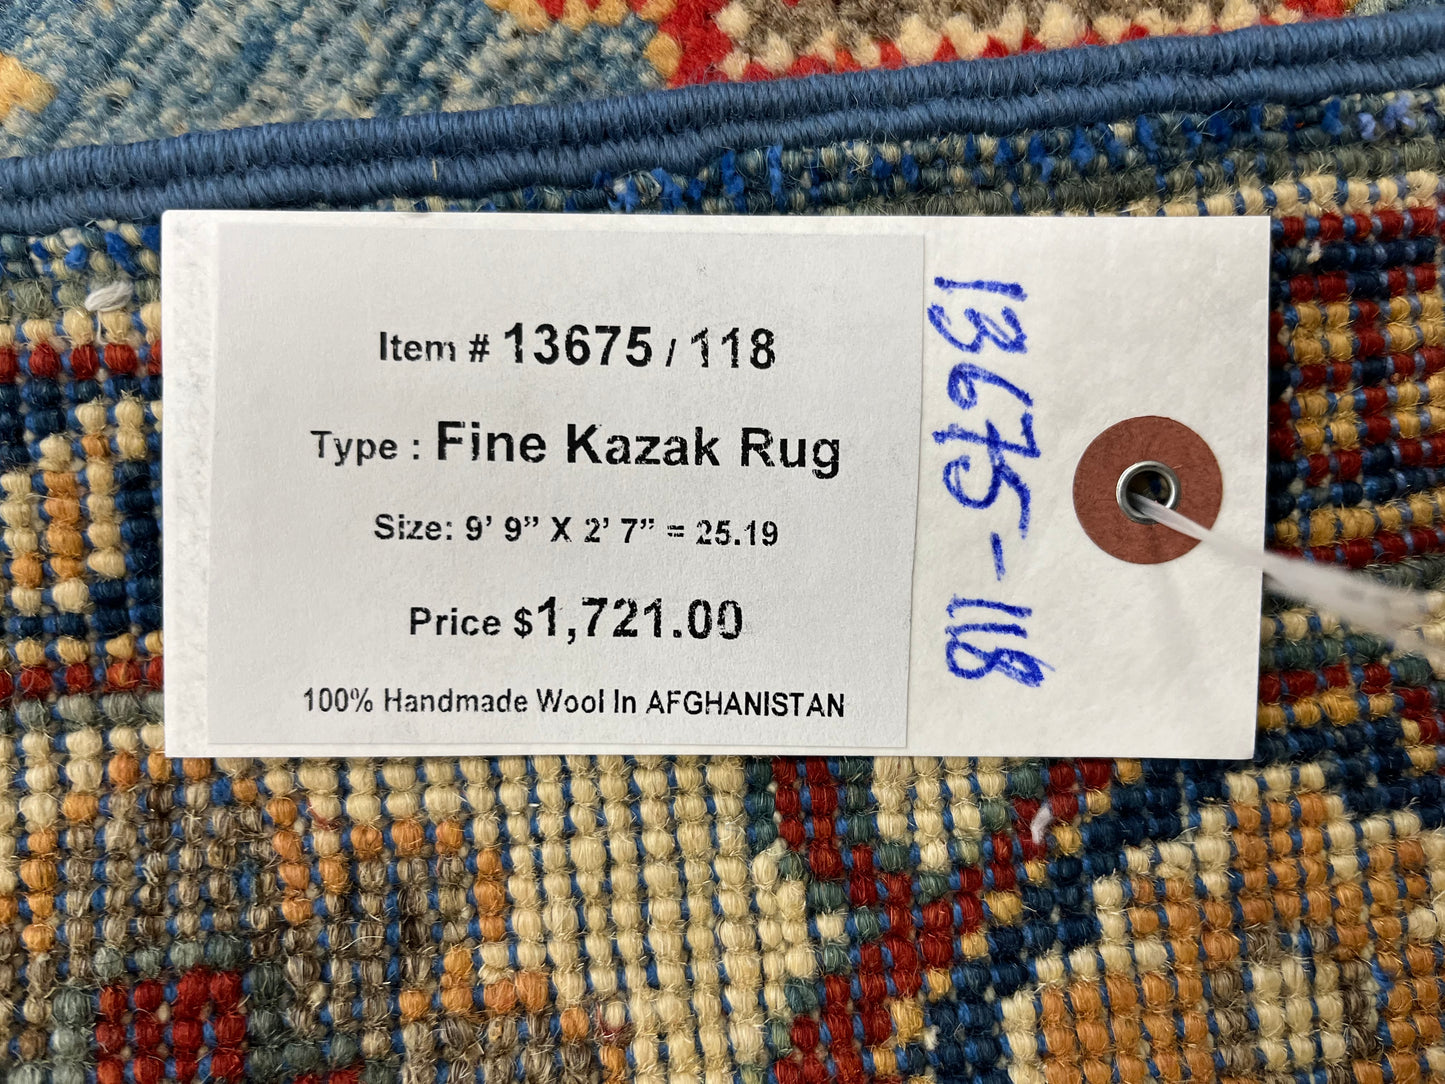 Item # 13675 / 118
Type : Fine Kazak Rug
Size: 9’ 9” X 2’ 7” = 25.19
Price $1,721.00
100% Handmade Wool In AFGHANISTAN
13675-118